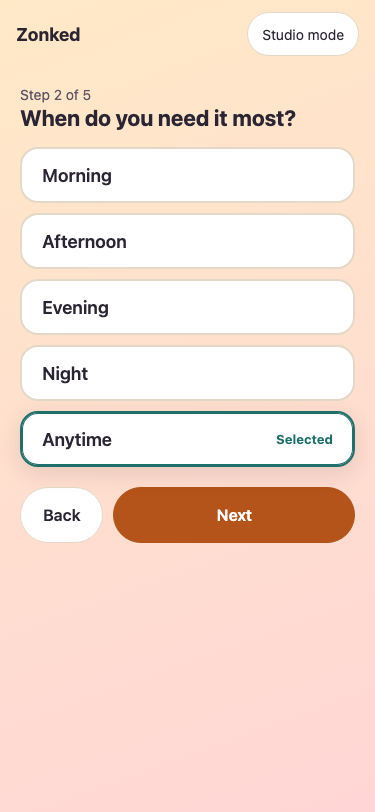 Zonked
Studio mode
Step 2 of 5
When do you need it most?
Morning
Afternoon
Evening
Night
Anytime
Selected
Back
Next